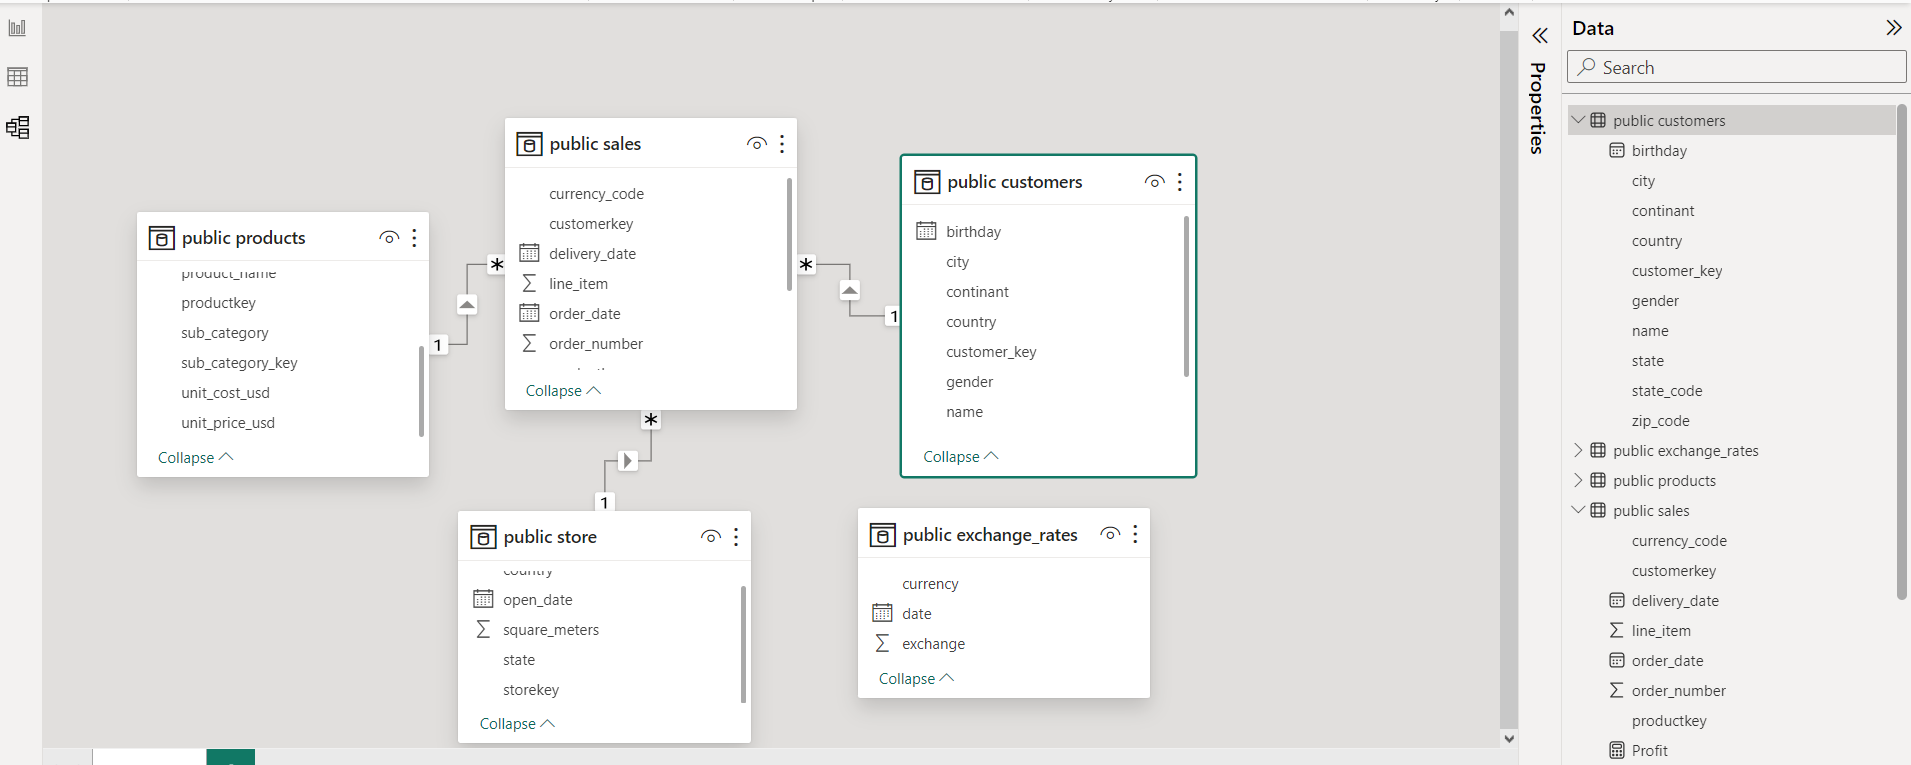 public products
product_name
productkey
sub_category
sub_category_key
unit_cost_usd
unit_price_usd
Collapse
1
*
public sales
currency_code
customerkey
delivery_date
line_item
order_date
order_number
Collapse
*
1
*
1
public customers
birthday
city
continant
country
customer_key
gender
name
Collapse
public store
country
open_date
square_meters
state
storekey
Collapse
public exchange_rates
currency
date
exchange
Collapse
Properties
Data
Search
public customers
birthday
city
continant
country
customer_key
gender
name
state
state_code
zip_code
public exchange_rates
public products
public sales
currency_code
customerkey
delivery_date
line_item
order_date
order_number
productkey
Profit